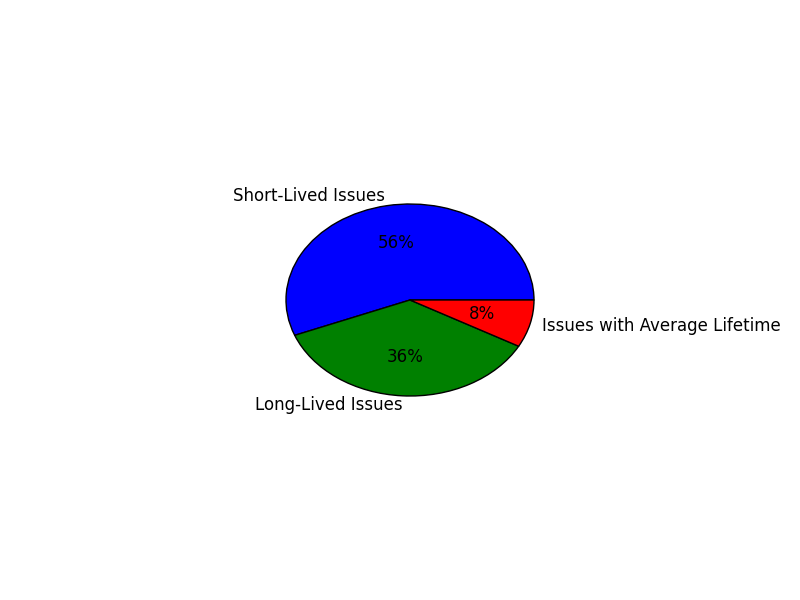 Short-Lived Issues
56%
8%
Issues with Average Lifetime
36%
Long-Lived Issues